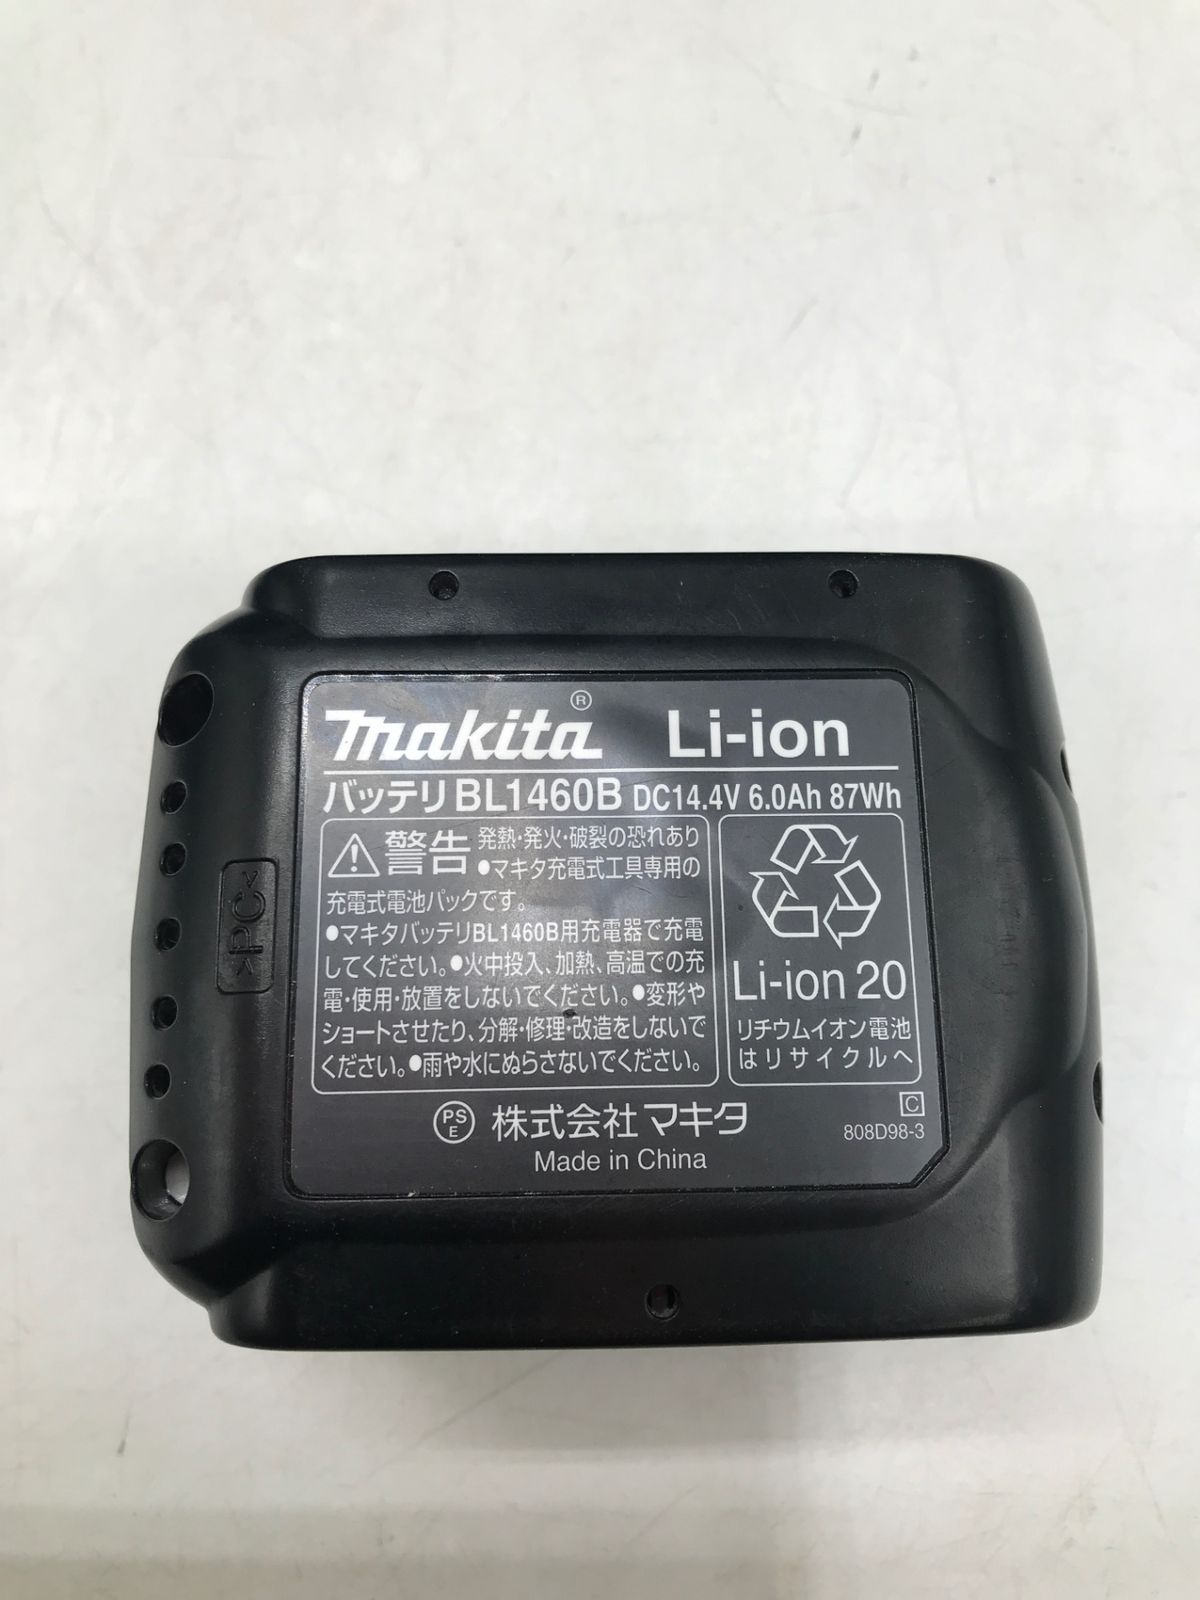 makita® Li-ion
バッテリBL1460B DC14.4V 6.0Ah 87Wh
警告 発熱・発火・破裂の恐れあり
●マキタ充電式工具専用の
充電式電池パックです。
●マキタバッテリBL1460B用充電器で充電
してください。●火中投入、加熱、高温での充
電・使用・放置をしないでください。●変形や
ショートさせたり、分解・修理・改造をしないで
ください。●雨や水にぬらさないでください。
Li-ion 20
リチウムイオン電池
はリサイクルへ
PS
E
株式会社マキタ
Made in China
C
808D98-3
>PC<